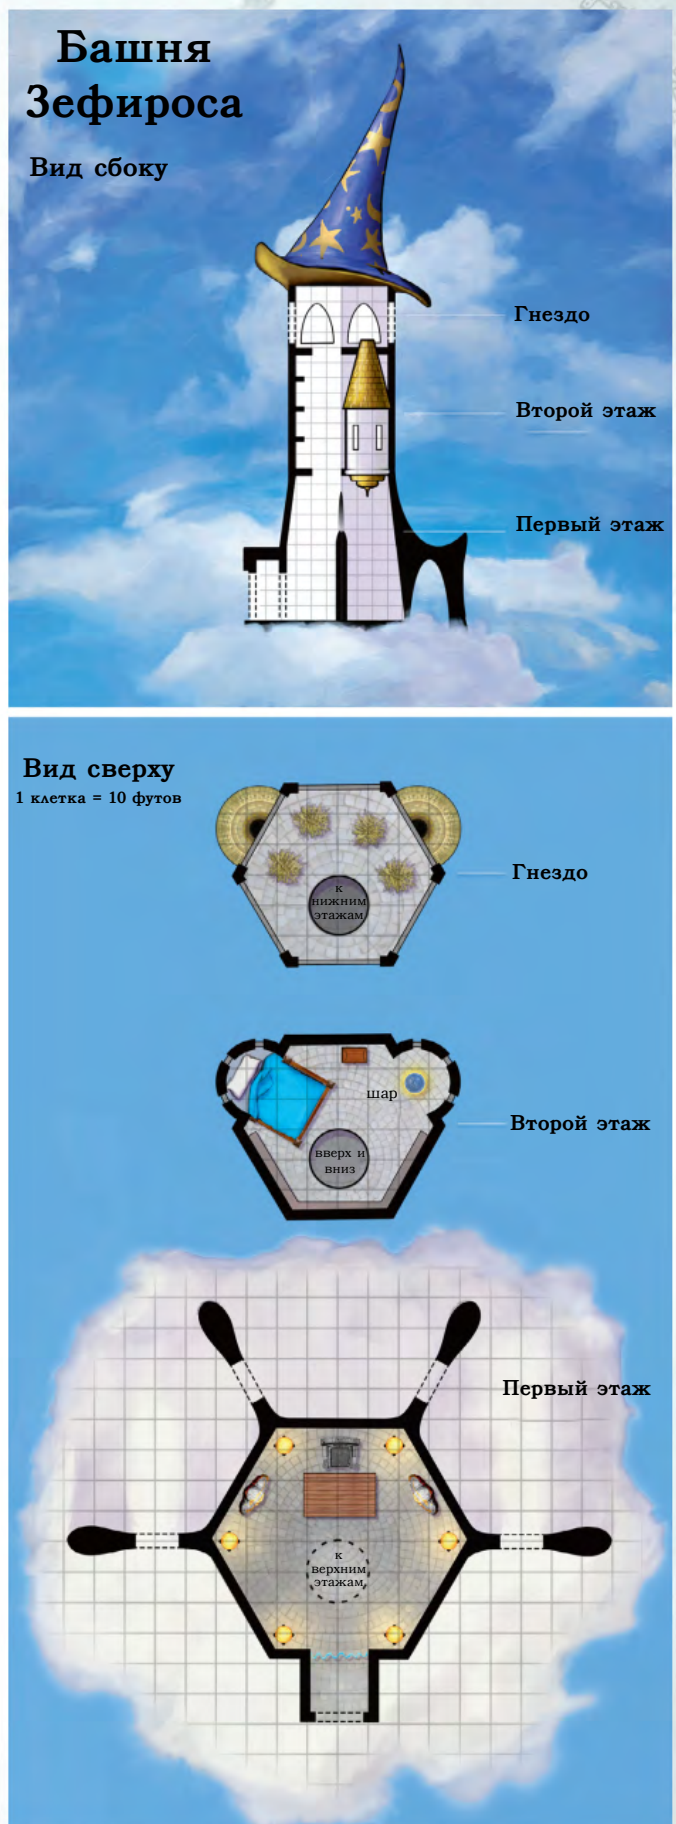 Башня
Зефироса
Вид сбоку
Гнездо
Второй этаж
Первый этаж
Вид сверху
1 клетка = 10 футов
Гнездо
к
нижним
этажам
шар
Второй этаж
вверх и
вниз
Первый этаж
к
верхним
этажам